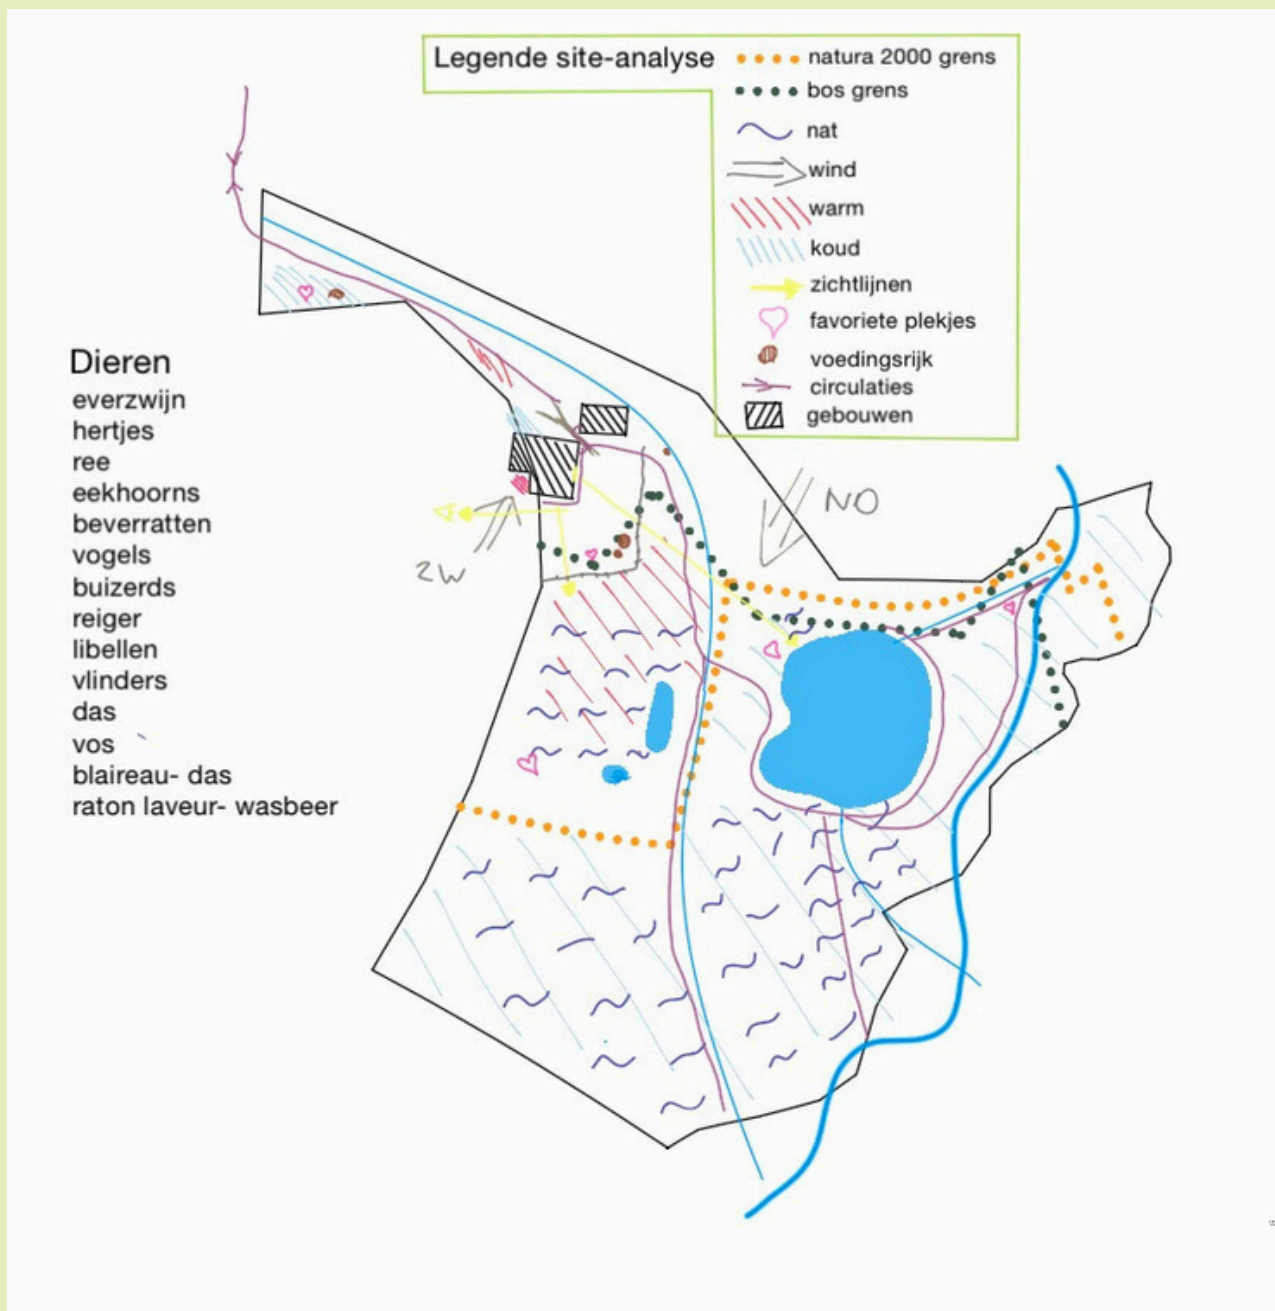 Legende site-analyse
natura 2000 grens
bos grens
nat
wind
warm
koud
zichtlijnen
favoriete plekjes
voedingsrijk
circulaties
gebouwen
Dieren
everzwijn
hertjes
ree
eekhoorns
beverratten
vogels
buizerds
reiger
libellen
vlinders
das
vos
blaireau- das
raton laveur- wasbeer
NO
ZW